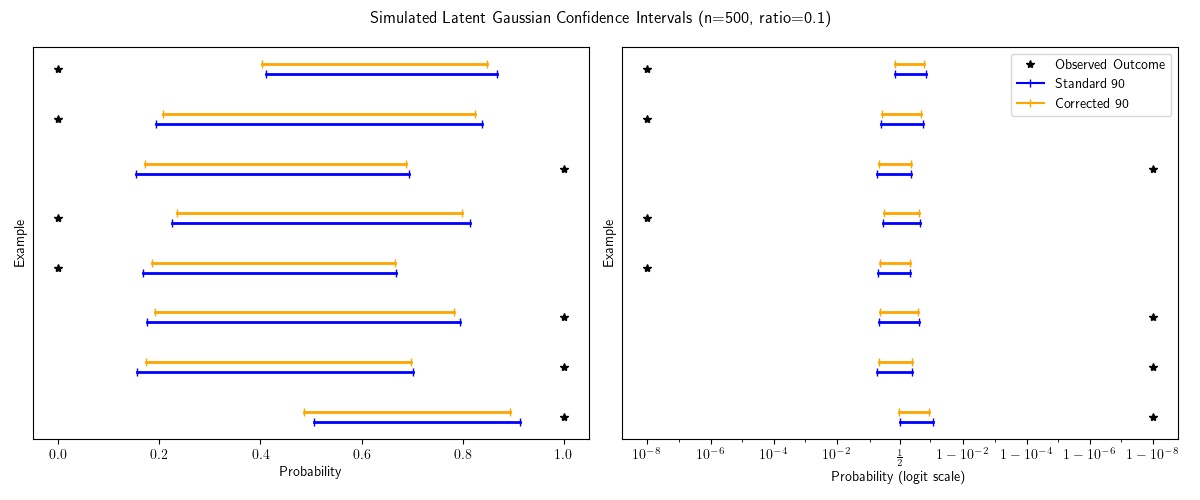 Simulated Latent Gaussian Confidence Intervals (n=500, ratio=0.1)
Example
0.0 0.2 0.4 0.6 0.8 1.0
Probability
Observed Outcome
Standard 90
Corrected 90
Example
10⁻⁸ 10⁻⁶ 10⁻⁴ 10⁻² 1/2 1 − 10⁻² 1 − 10⁻⁴ 1 − 10⁻⁶ 1 − 10⁻⁸
Probability (logit scale)